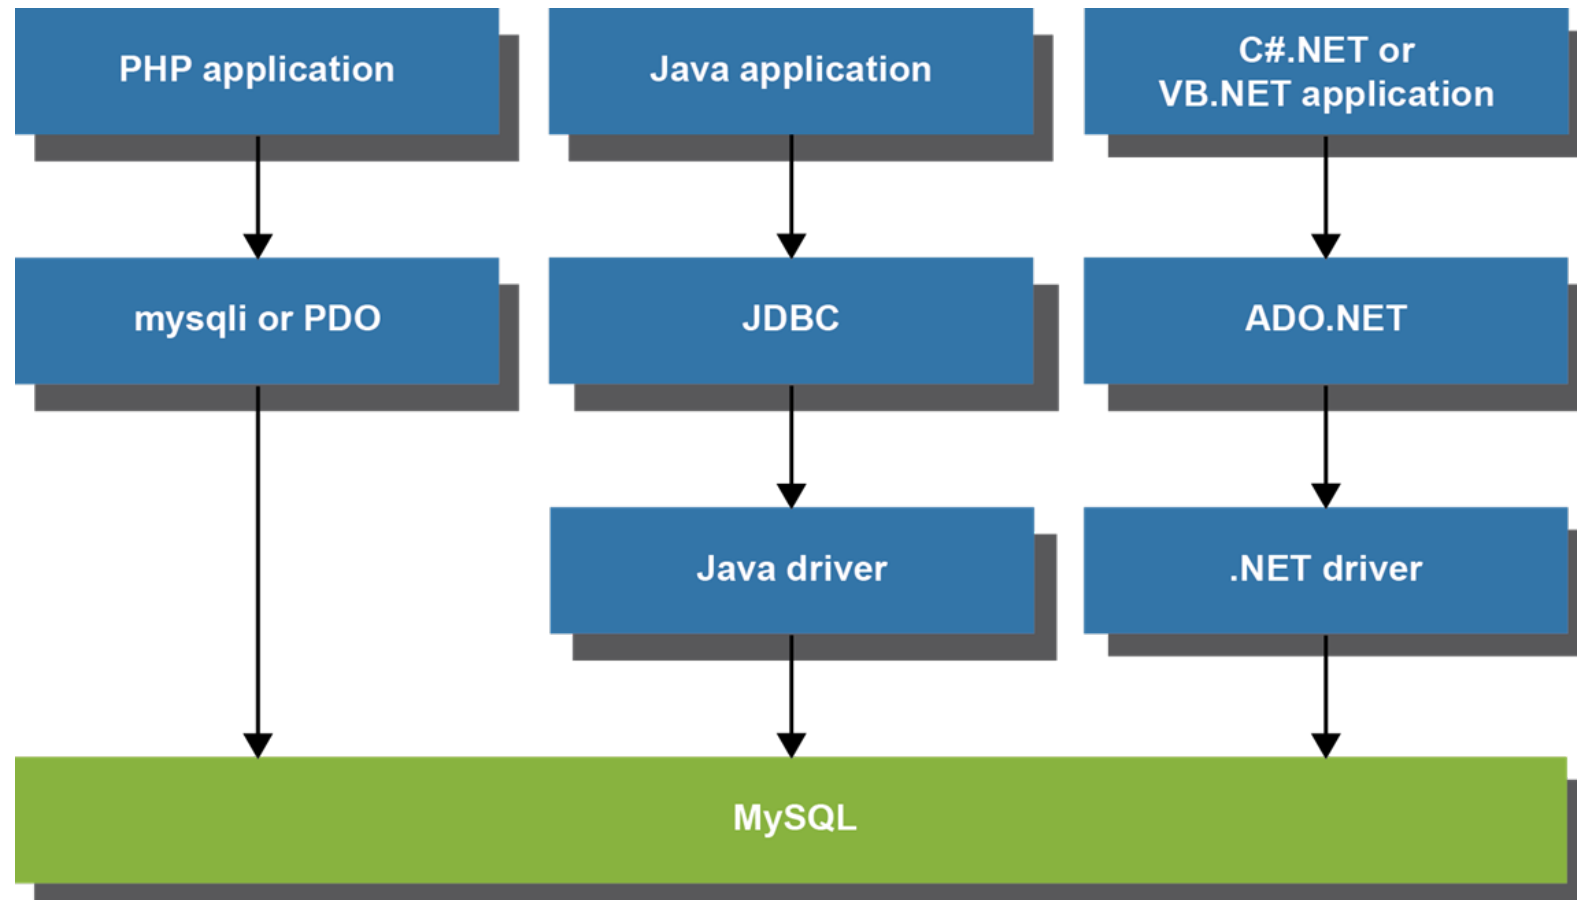 PHP application
Java application
C#.NET or
VB.NET application
mysqli or PDO
JDBC
ADO.NET
Java driver
.NET driver
MySQL